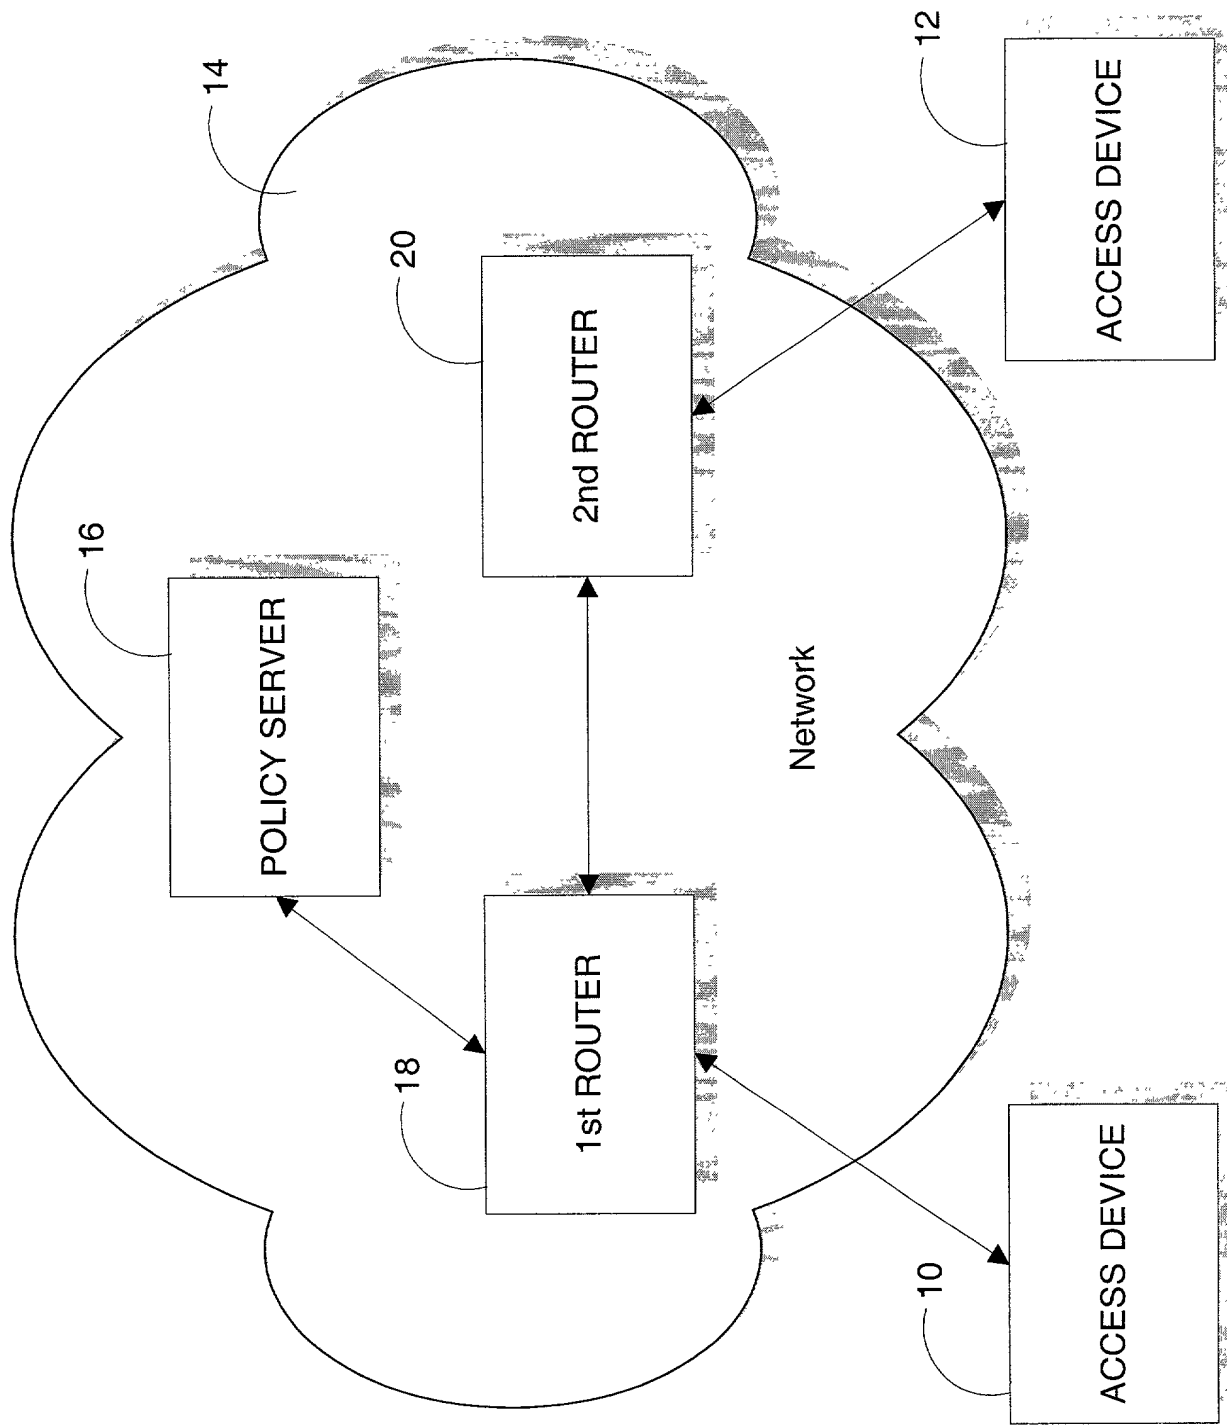 14
16
POLICY SERVER
20
2nd ROUTER
18
1st ROUTER
Network
12
ACCESS DEVICE
10
ACCESS DEVICE